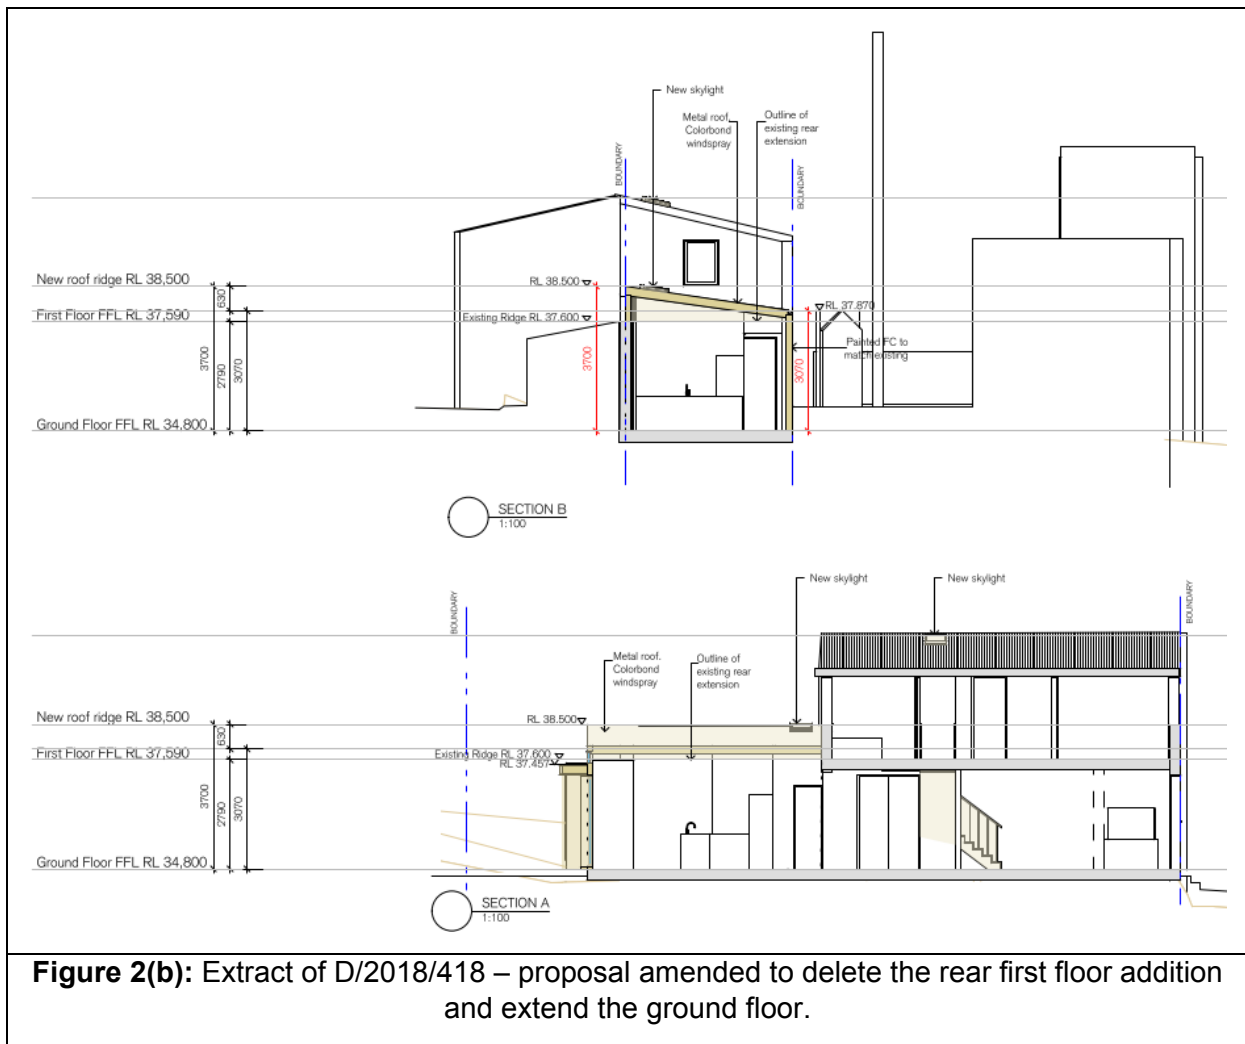 New skylight
Metal roof.
Colorbond
windspray
Outline of
existing rear
extension
BOUNDARY
BOUNDARY
New roof ridge RL 38,500
RL 38.500
630
RL 37.870
First Floor FFL RL 37,590
Existing Ridge RL 37.600
Painted FC to
match existing
3700
2790
3070
3700
3070
Ground Floor FFL RL 34,800
SECTION B
1:100
New skylight
New skylight
BOUNDARY
BOUNDARY
Metal roof.
Colorbond
windspray
Outline of
existing rear
extension
New roof ridge RL 38,500
RL 38.500
630
First Floor FFL RL 37,590
Existing Ridge RL 37.600
RL 37.457
3700
2790
3070
Ground Floor FFL RL 34,800
SECTION A
1:100
Figure 2(b): Extract of D/2018/418 – proposal amended to delete the rear first floor addition
and extend the ground floor.